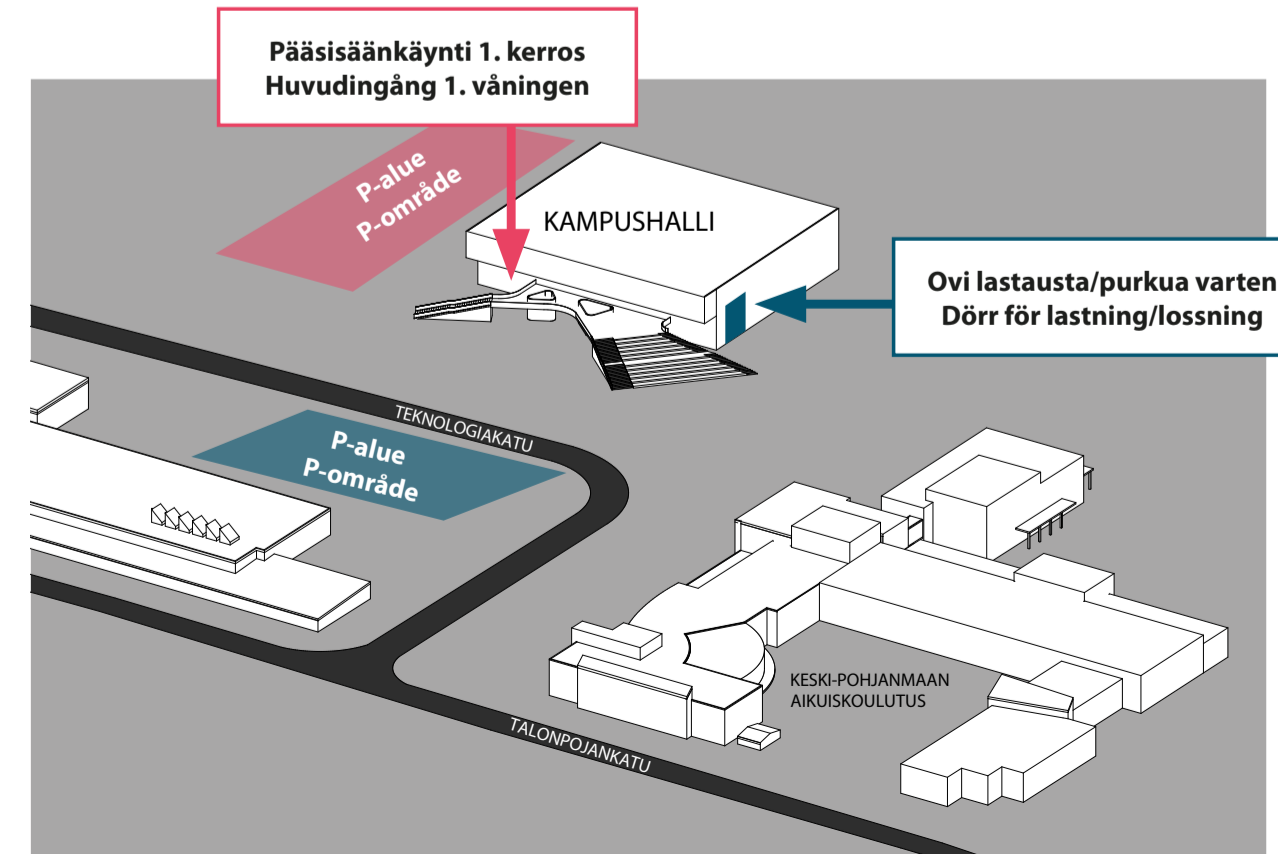 Pääsisäänkäynti 1. kerros
Huvudingång 1. våningen
P-alue
P-område
KAMPUSHALLI
Ovi lastausta/purkua varten
Dörr för lastning/lossning
TEKNOLOGIAKATU
P-alue
P-område
KESKI-POHJANMAAN
AIKUISKOULUTUS
TALONPOJANKATU